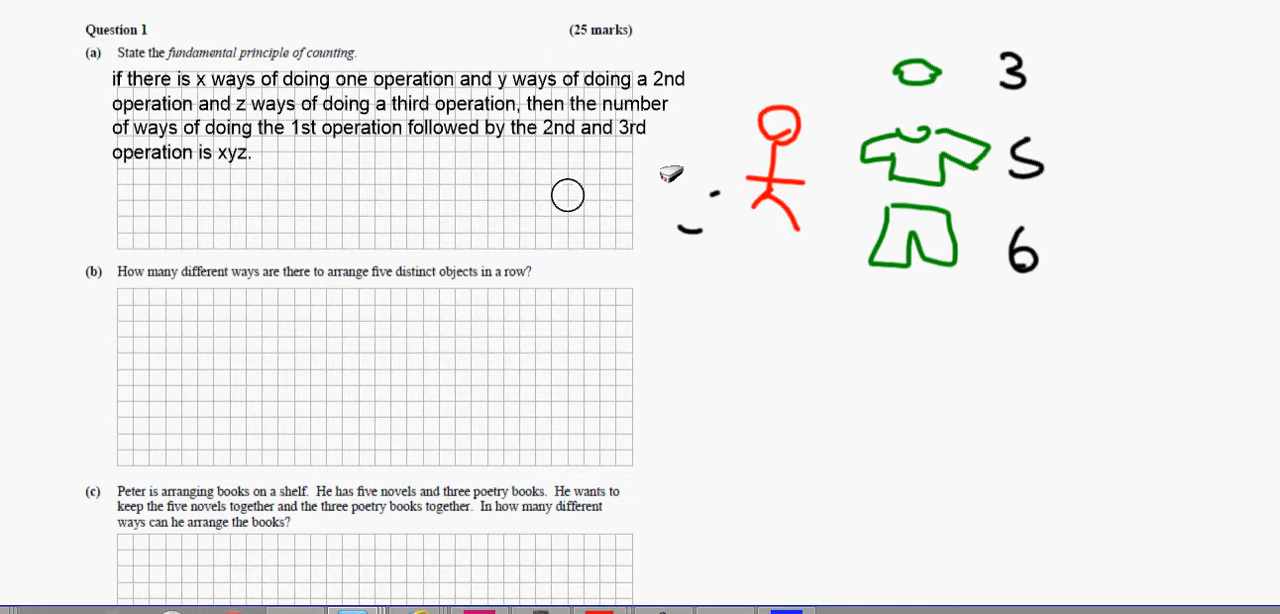 Question 1 (25 marks)
(a) State the fundamental principle of counting.
if there is x ways of doing one operation and y ways of doing a 2nd
operation and z ways of doing a third operation, then the number
of ways of doing the 1st operation followed by the 2nd and 3rd
operation is xyz.
3
5
6
(b) How many different ways are there to arrange five distinct objects in a row?
(c) Peter is arranging books on a shelf. He has five novels and three poetry books. He wants to
keep the five novels together and the three poetry books together. In how many different
ways can he arrange the books?